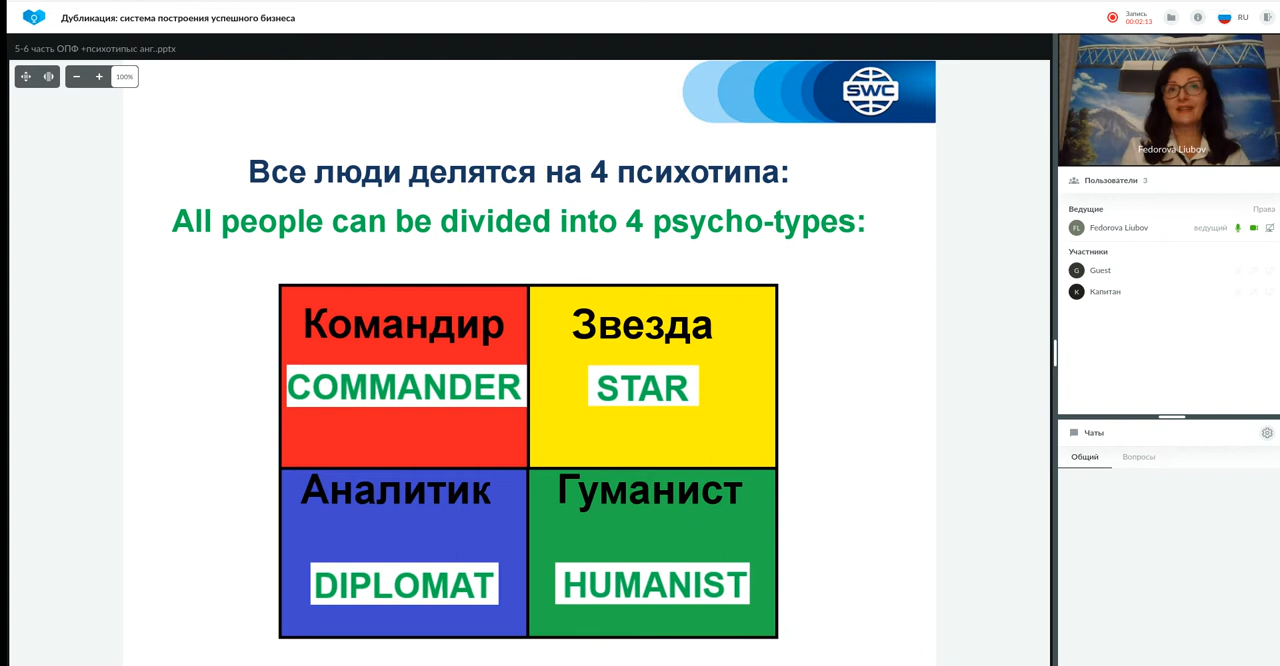 Дубликация: система построения успешного бизнеса
Запись
00:02:13
RU
5-6 часть ОПФ +психотипыс анг..pptx
100%
SWC
Все люди делятся на 4 психотипа:
All people can be divided into 4 psycho-types:
Командир
COMMANDER
Звезда
STAR
Аналитик
DIPLOMAT
Гуманист
HUMANIST
Fedorova Liubov
Пользователи 3
Ведущие Права
FL Fedorova Liubov ведущий
Участники
G Guest
К Капитан
Чаты
Общий Вопросы